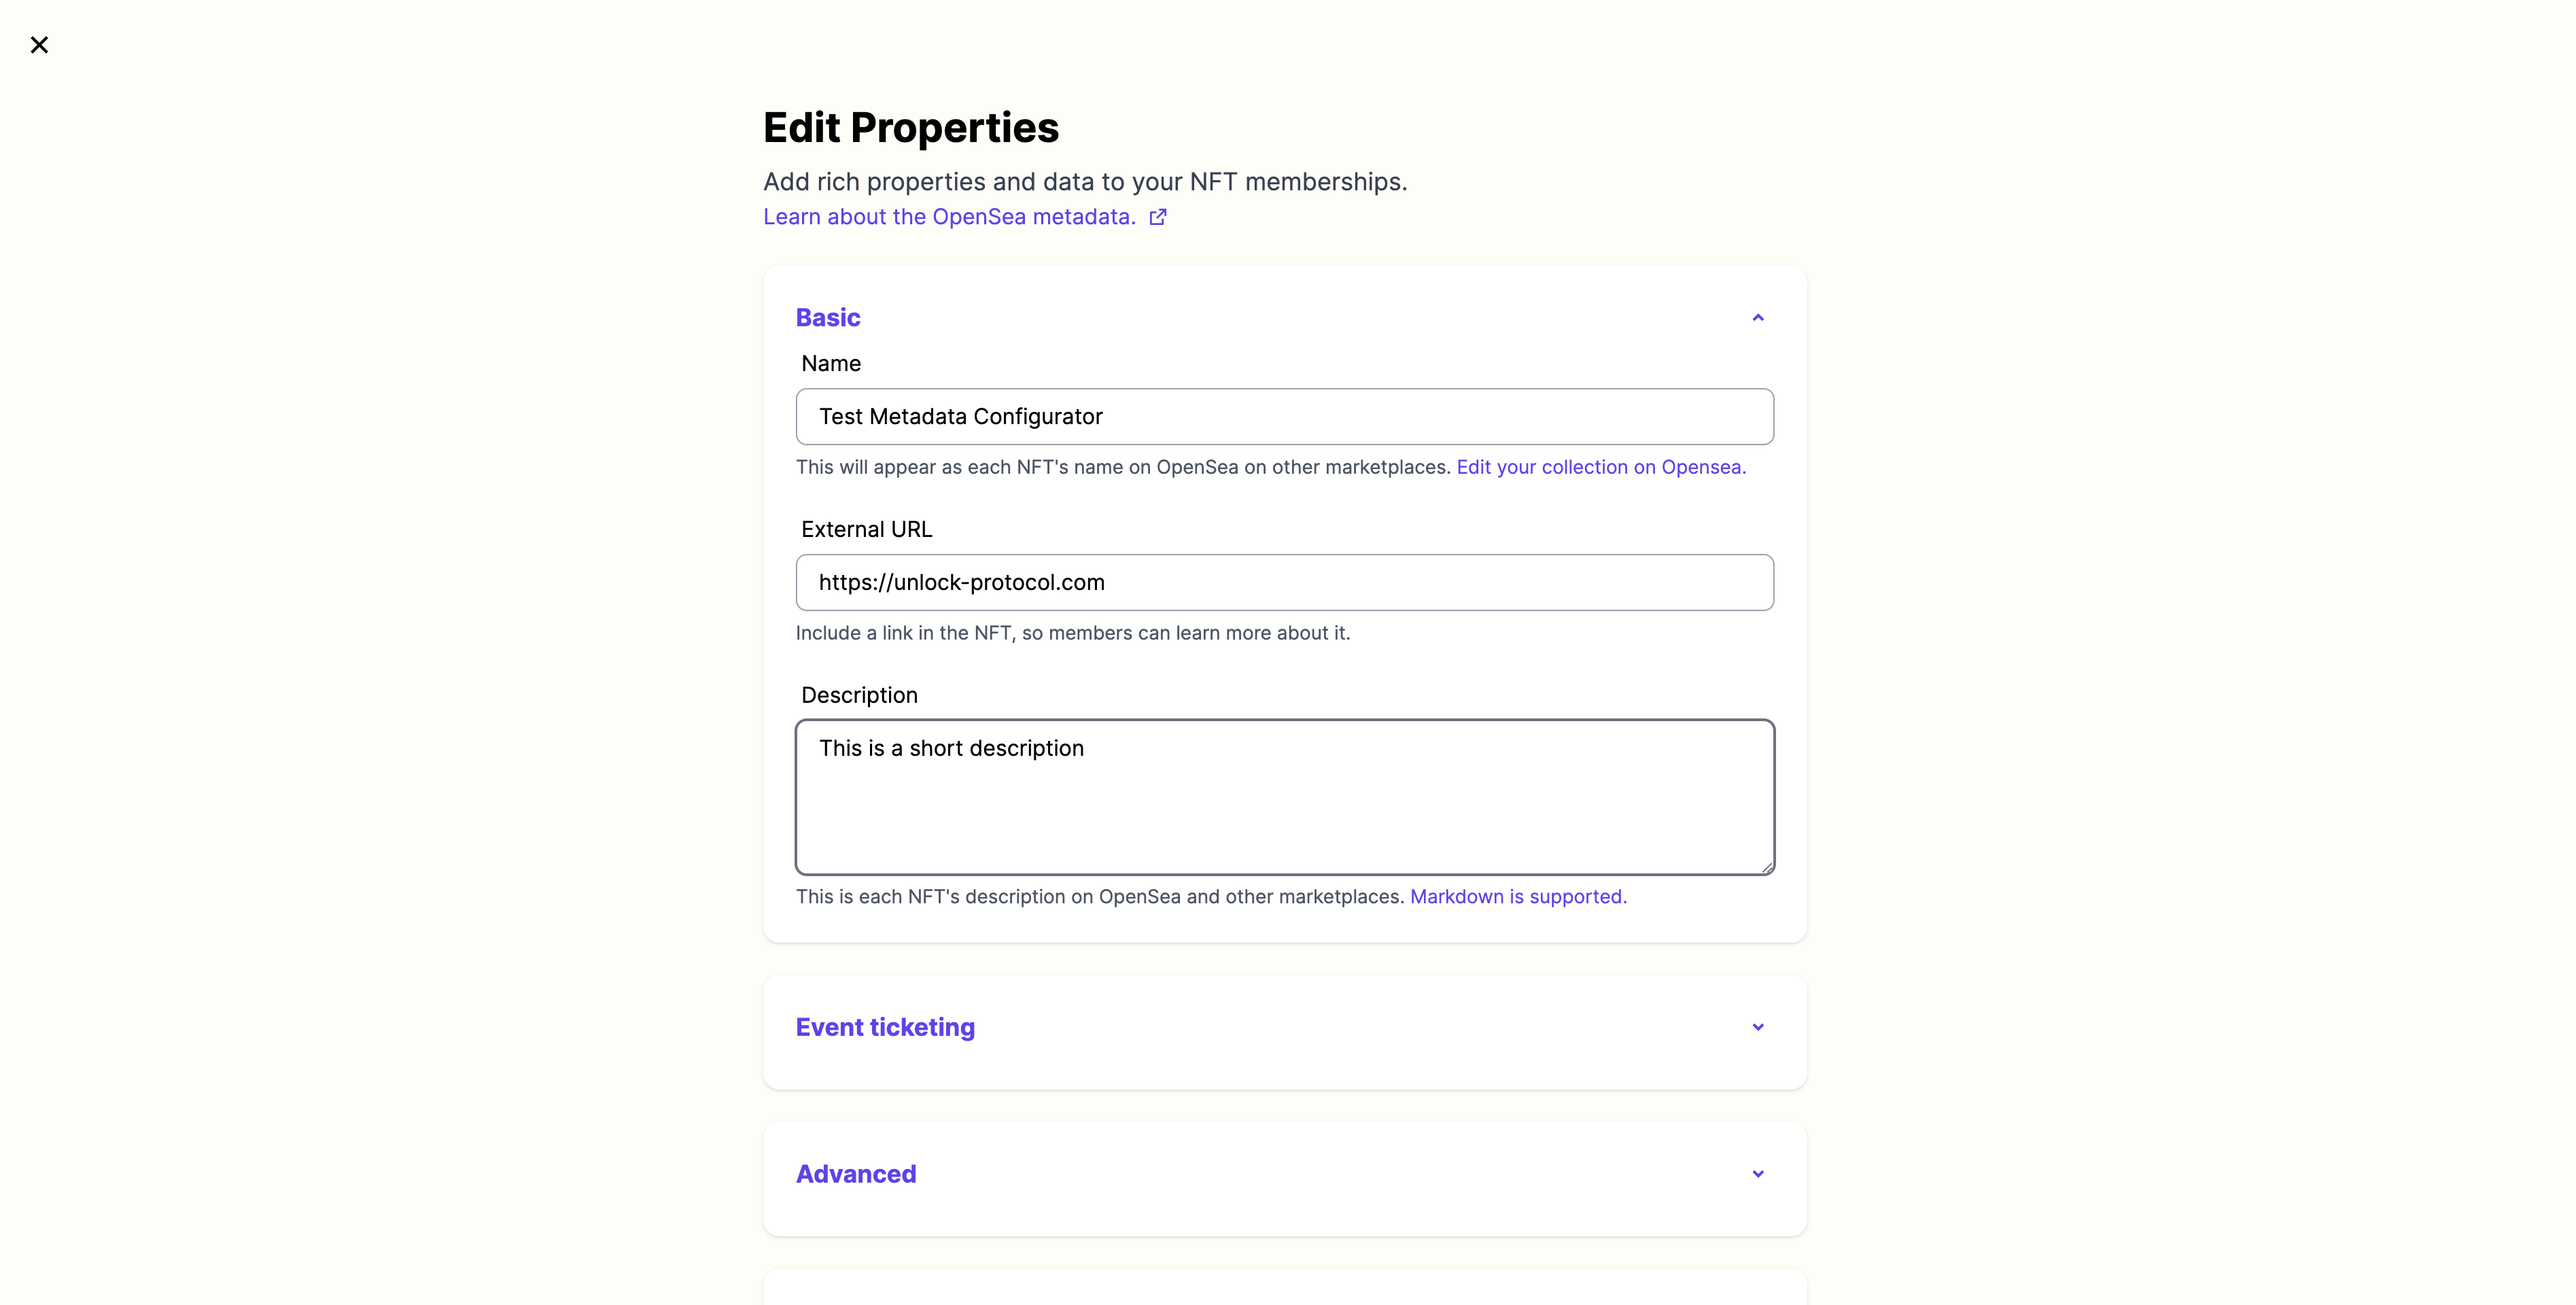 Edit Properties
Add rich properties and data to your NFT memberships.
Learn about the OpenSea metadata.
Basic
Name
Test Metadata Configurator
This will appear as each NFT's name on OpenSea on other marketplaces. Edit your collection on Opensea.
External URL
https://unlock-protocol.com
Include a link in the NFT, so members can learn more about it.
Description
This is a short description
This is each NFT's description on OpenSea and other marketplaces. Markdown is supported.
Event ticketing
Advanced